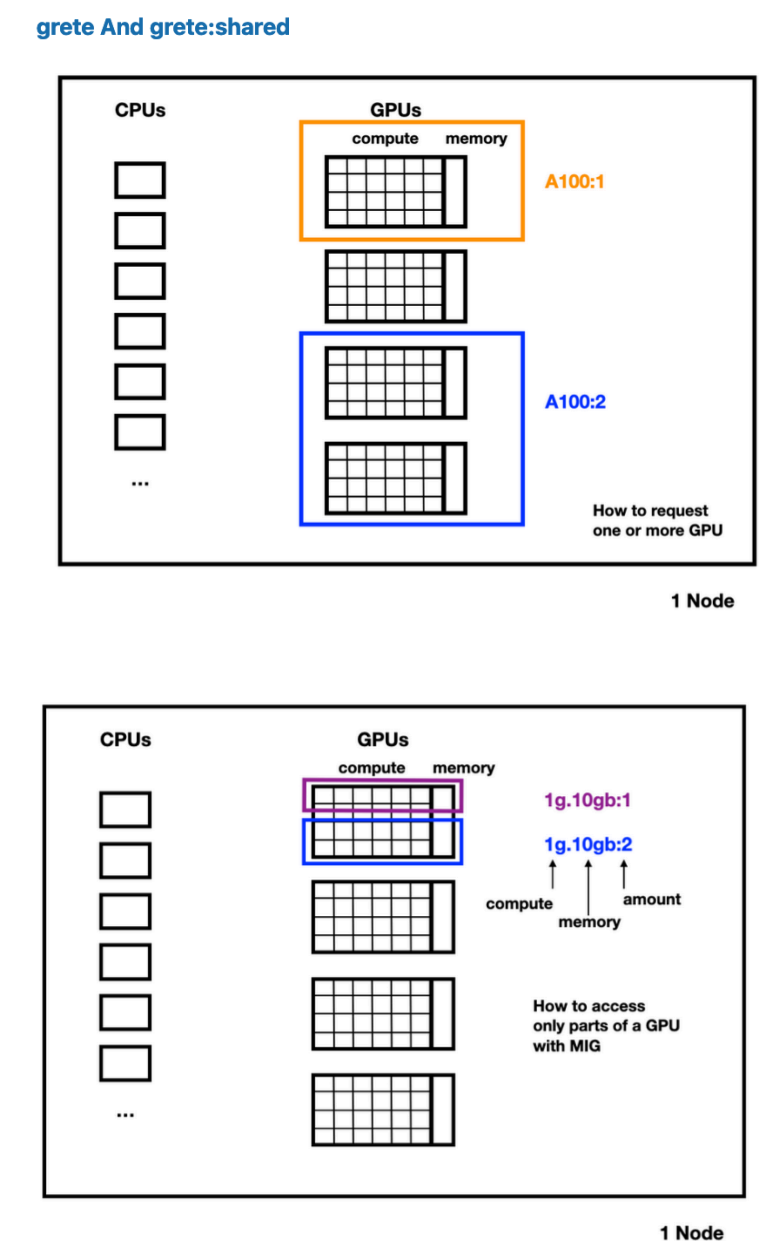 grete And grete:shared
CPUs
GPUs
compute memory
A100:1
A100:2
...
How to request
one or more GPU
1 Node
CPUs
GPUs
compute memory
1g.10gb:1
1g.10gb:2
compute
memory
amount
How to access
only parts of a GPU
with MIG
...
1 Node